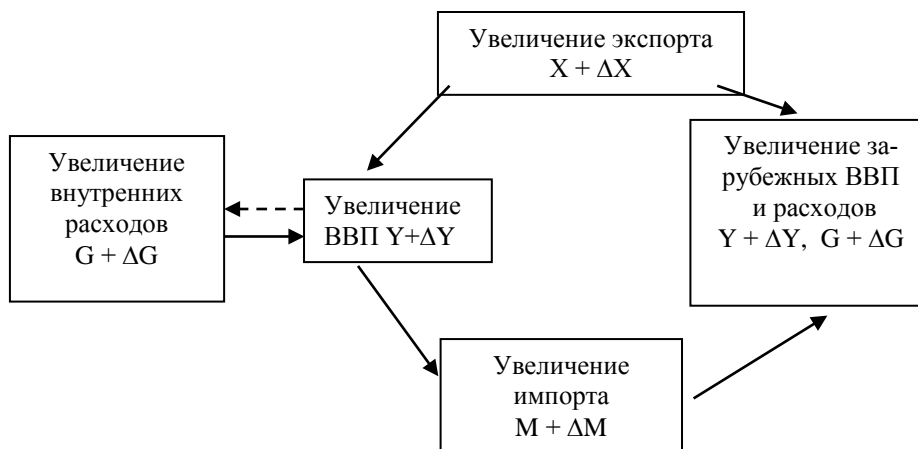 Увеличение экспорта
X + ΔX
Увеличение
внутренних
расходов
G + ΔG
Увеличение
ВВП Y+ΔY
Увеличение за-
рубежных ВВП
и расходов
Y + ΔY, G + ΔG
Увеличение
импорта
M + ΔM